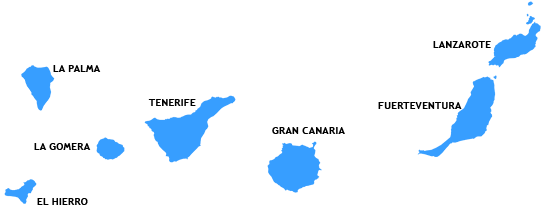 LANZAROTE
LA PALMA
TENERIFE
FUERTEVENTURA
GRAN CANARIA
LA GOMERA
EL HIERRO